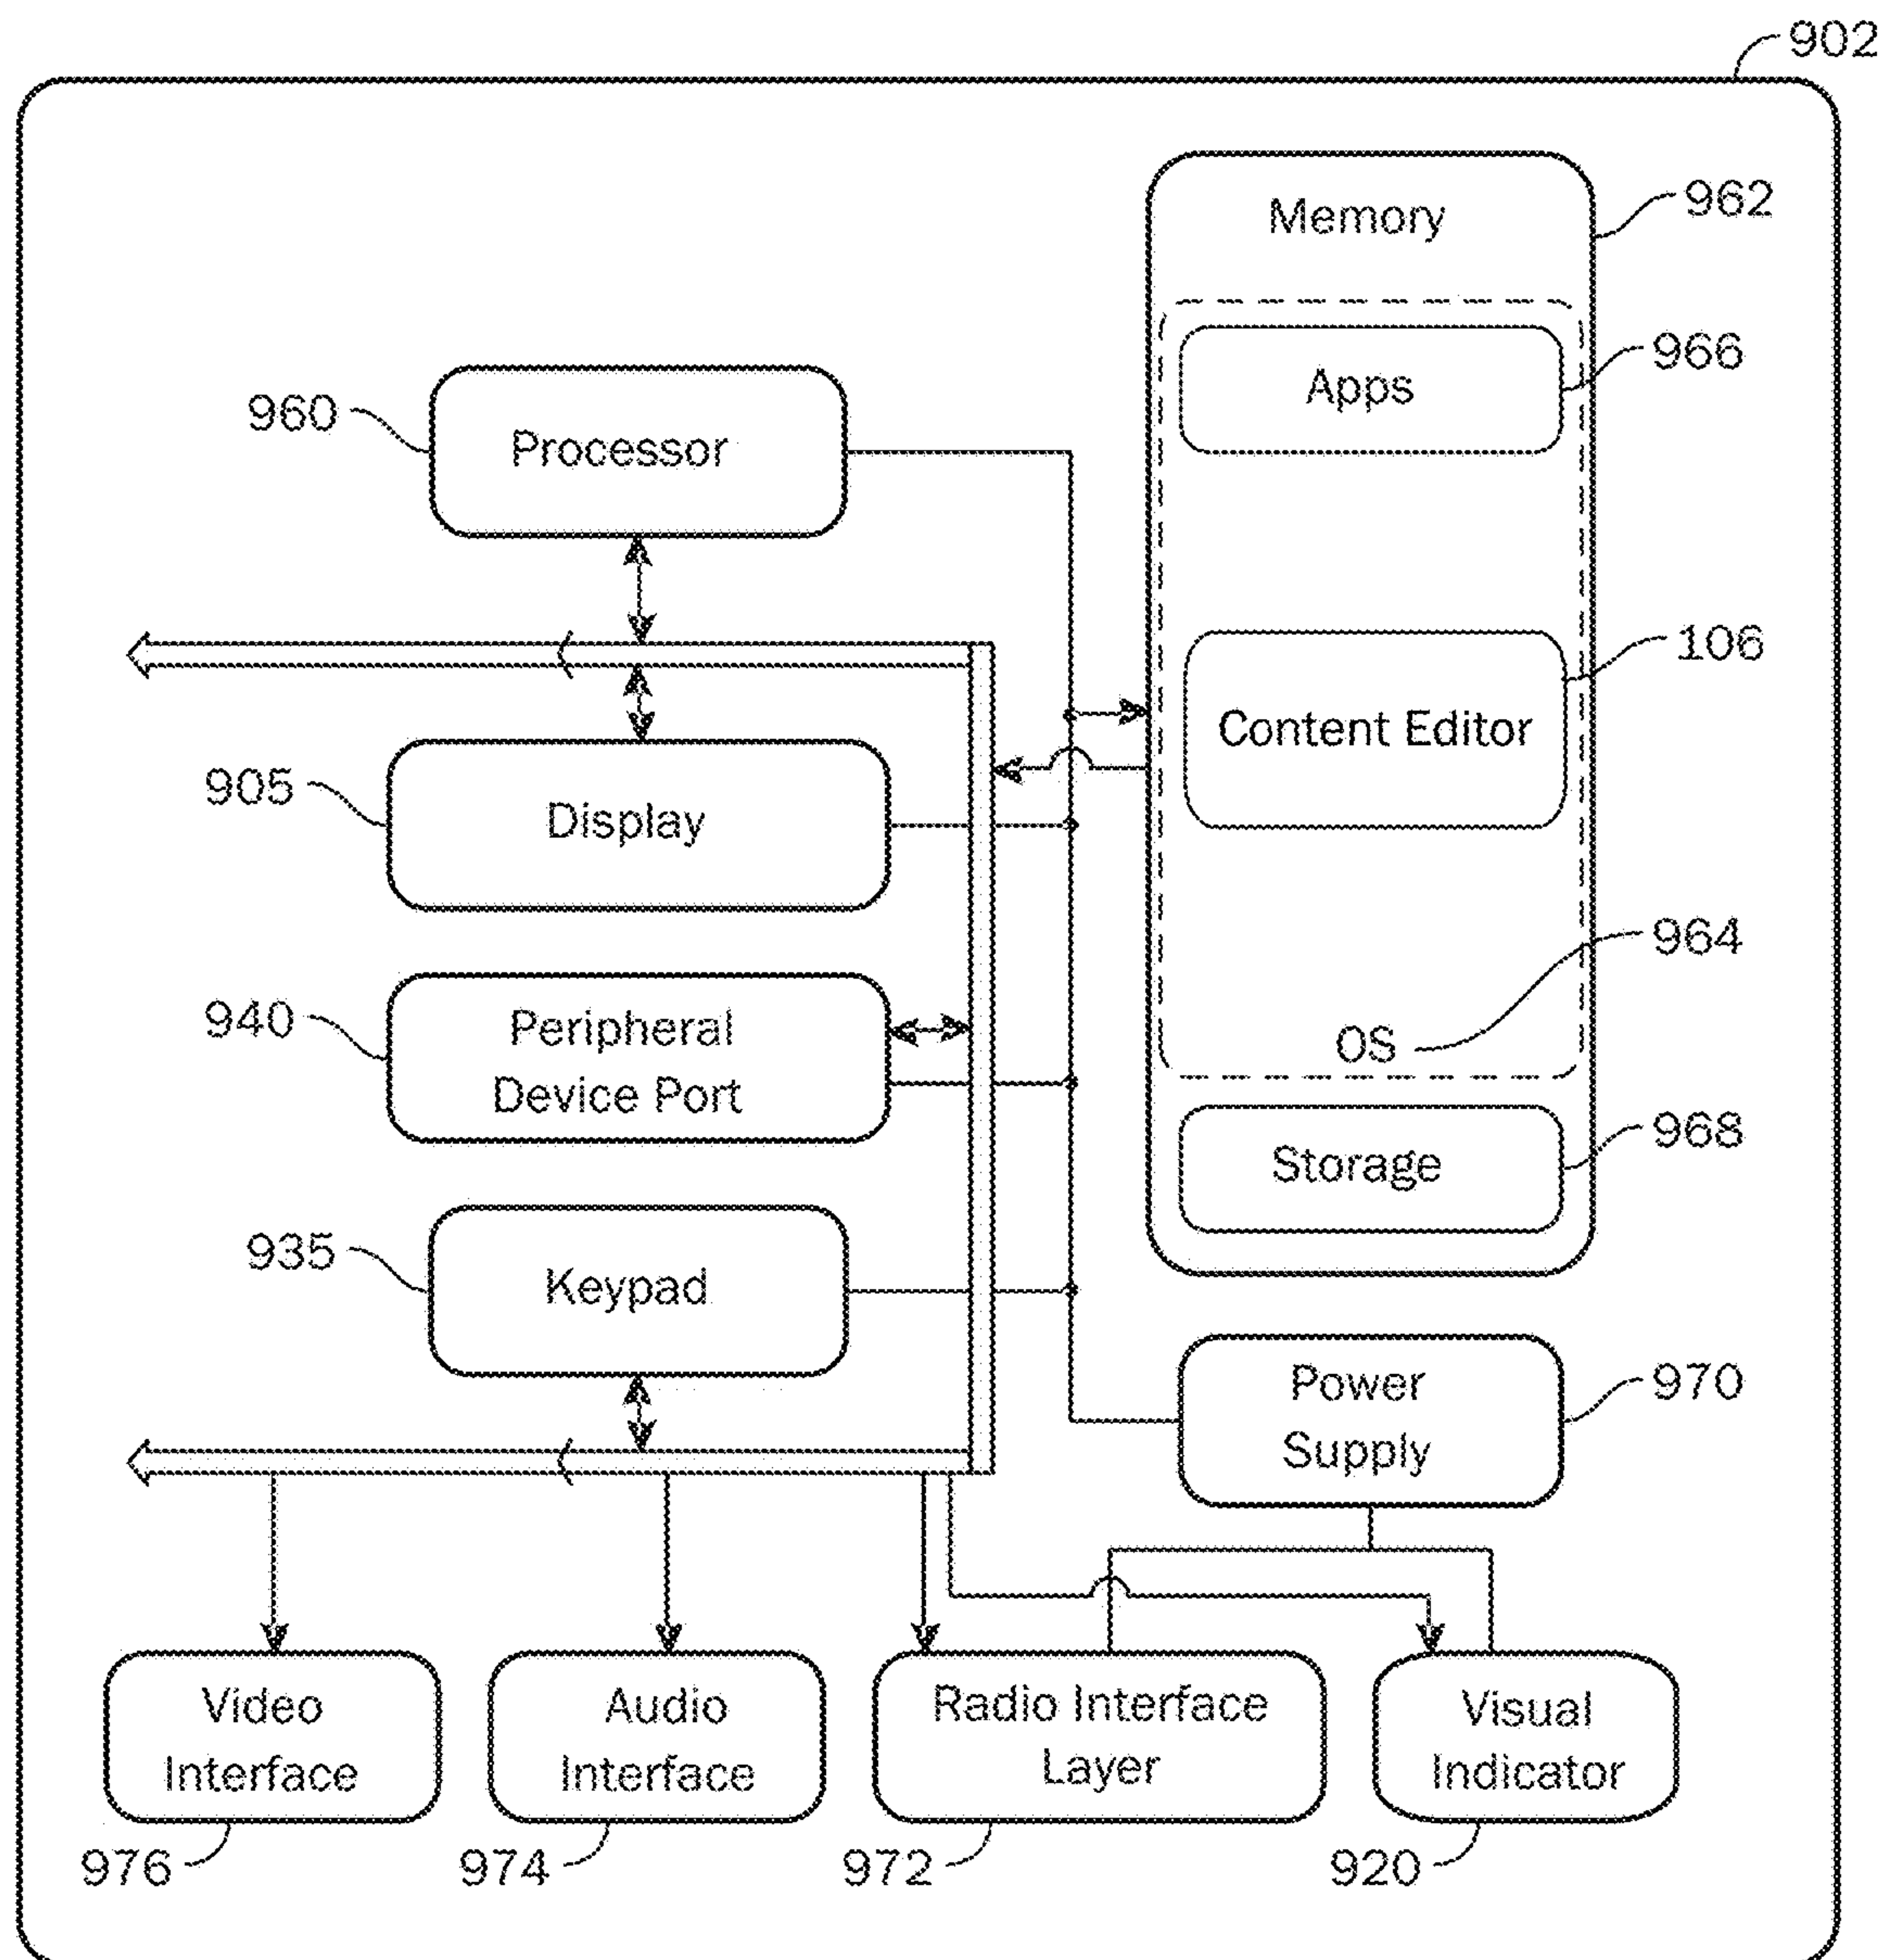 902
Memory
962
Apps
966
960
Processor
106
Content Editor
905
Display
964
940
Peripheral
Device Port
OS
968
Storage
935
Keypad
Power
Supply
970
Video
Interface
Audio
Interface
Radio Interface
Layer
Visual
Indicator
976
974
972
920